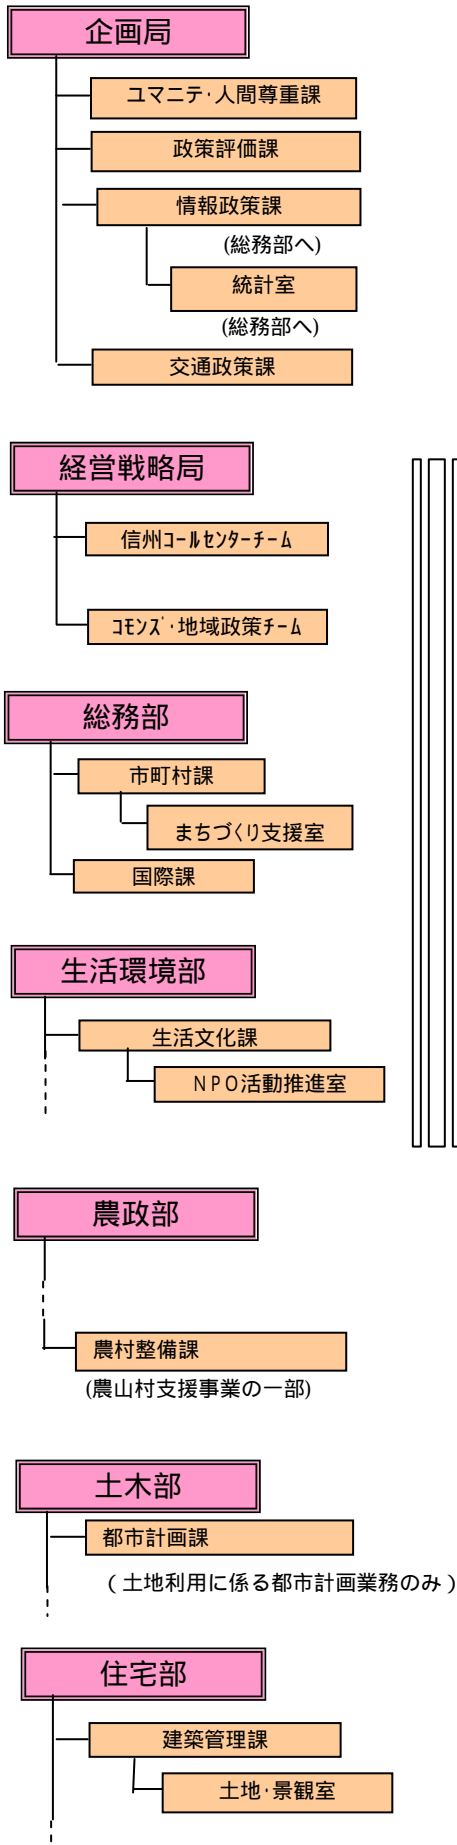 企画局
ユマニテ・人間尊重課
政策評価課
情報政策課
(総務部へ)
統計室
(総務部へ)
交通政策課
経営戦略局
信州ｺｰﾙｾﾝﾀｰﾁｰﾑ
ｺﾓﾝｽﾞ・地域政策ﾁｰﾑ
総務部
市町村課
まちづくり支援室
国際課
生活環境部
生活文化課
ＮＰＯ活動推進室
農政部
農村整備課
(農山村支援事業の一部)
土木部
都市計画課
（土地利用に係る都市計画業務のみ）
住宅部
建築管理課
土地・景観室